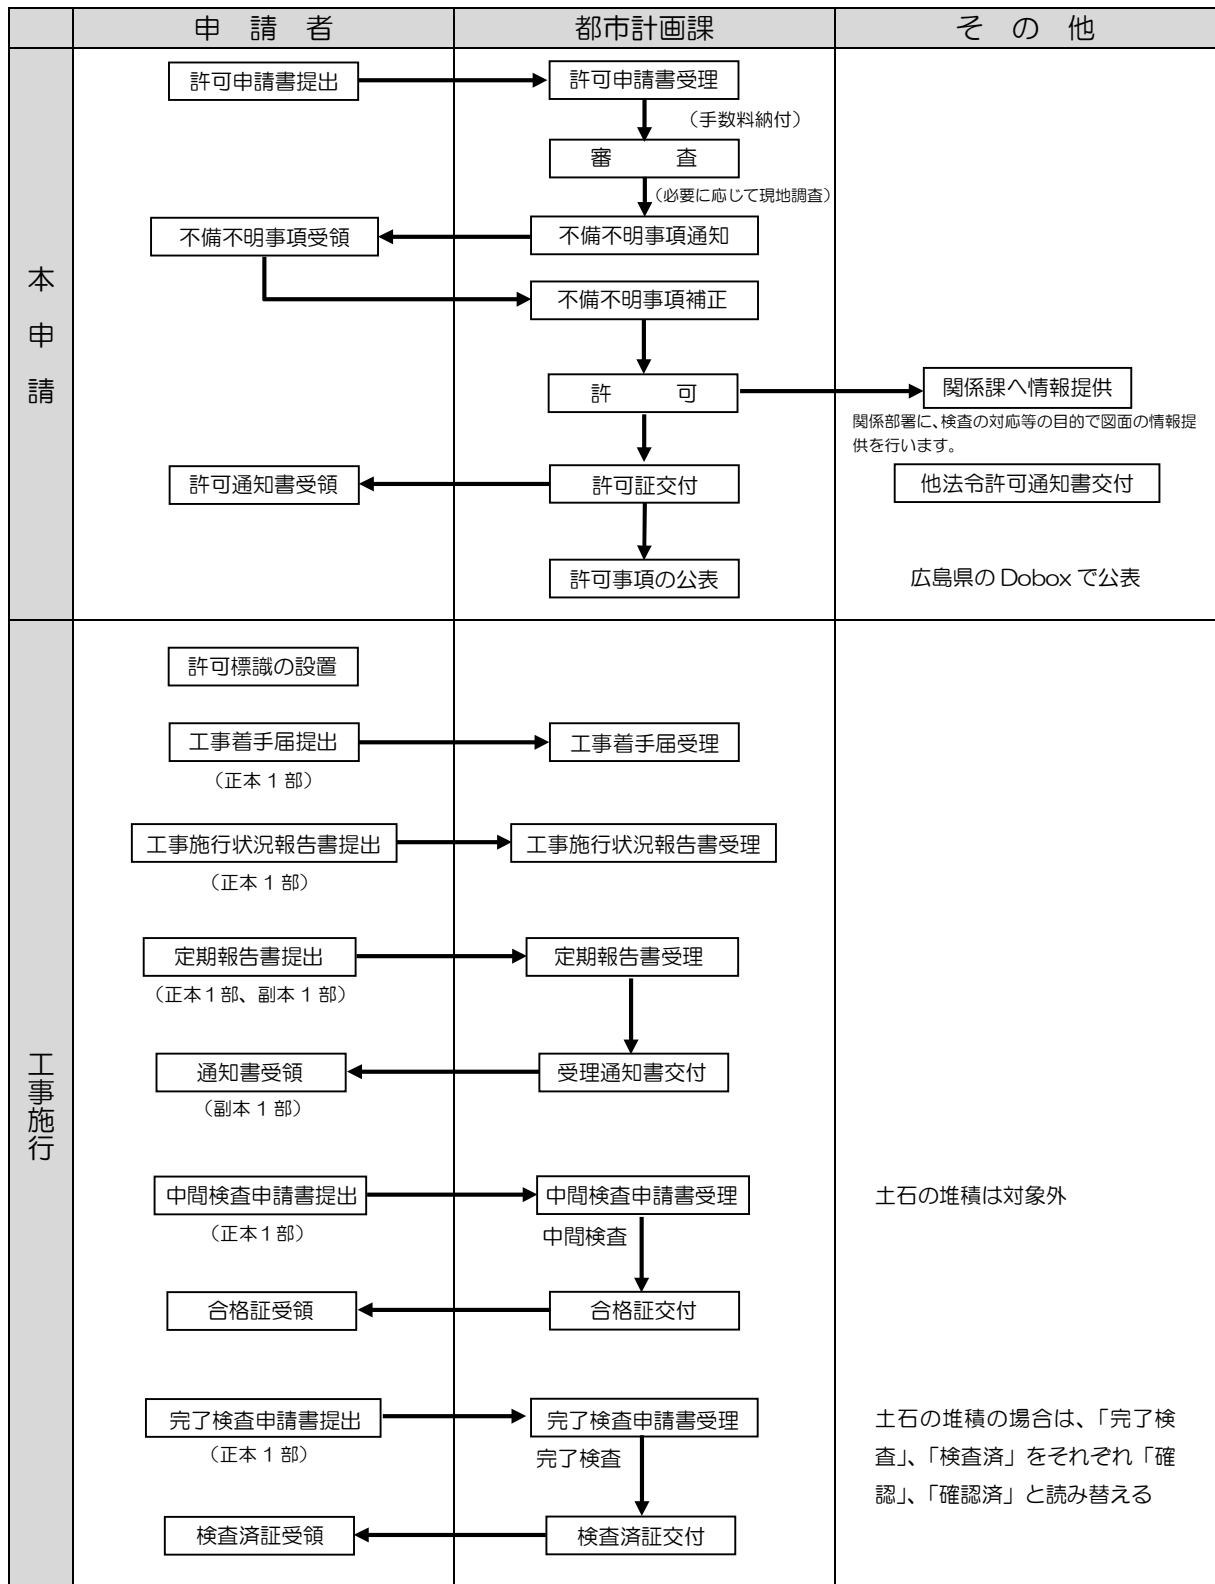 申請者 都市計画課 その他
本申請
許可申請書提出 許可申請書受理
（手数料納付）
審査
（必要に応じて現地調査）
不備不明事項受領 不備不明事項通知
不備不明事項補正
許可 関係課へ情報提供
関係部署に、検査の対応等の目的で図面の情報提
供を行います。
許可通知書受領 許可証交付 他法令許可通知書交付
許可事項の公表 広島県の Dobox で公表
工事施行
許可標識の設置
工事着手届提出 工事着手届受理
（正本 1 部）
工事施行状況報告書提出 工事施行状況報告書受理
（正本 1 部）
定期報告書提出 定期報告書受理
（正本１部、副本 1 部）
通知書受領 受理通知書交付
（副本 1 部）
中間検査申請書提出 中間検査申請書受理 土石の堆積は対象外
（正本１部） 中間検査
合格証受領 合格証交付
完了検査申請書提出 完了検査申請書受理 土石の堆積の場合は、「完了検
（正本 1 部） 完了検査 査」、「検査済」をそれぞれ「確
認」、「確認済」と読み替える
検査済証受領 検査済証交付